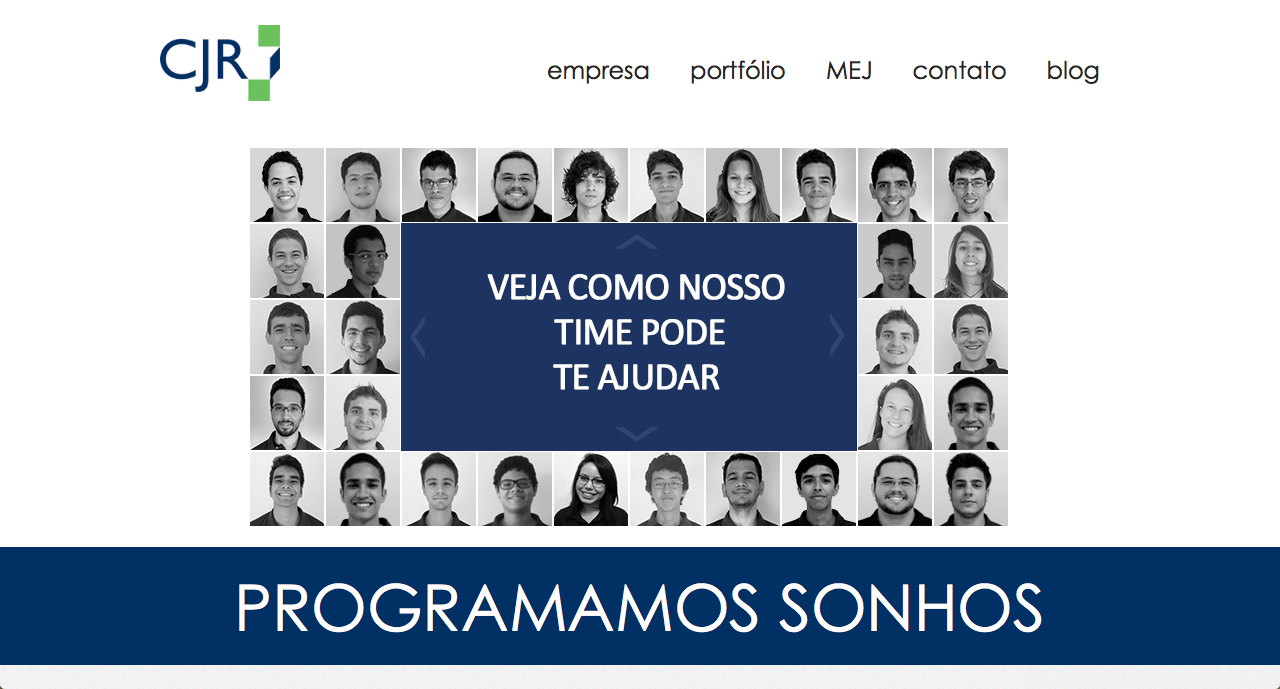 CJR
empresa portfólio MEJ contato blog
VEJA COMO NOSSO
TIME PODE
TE AJUDAR
PROGRAMAMOS SONHOS